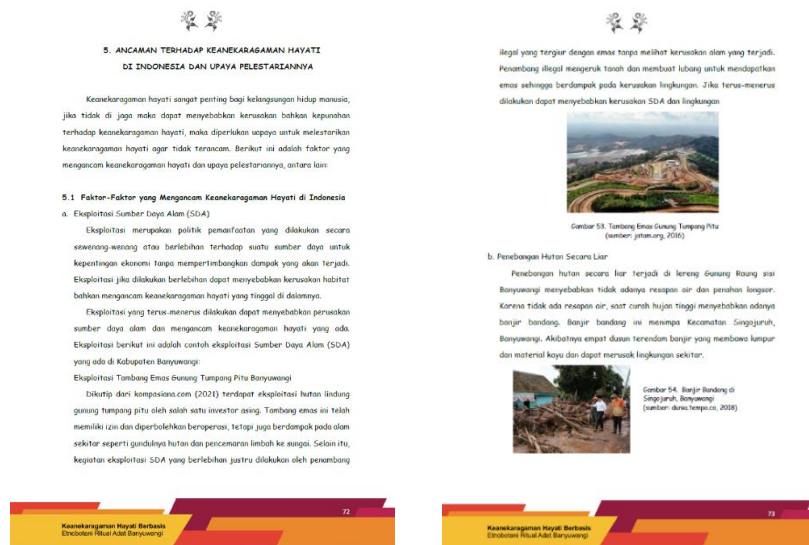 5. ANCAMAN TERHADAP KEANEKARAGAMAN HAYATI
DI INDONESIA DAN UPAYA PELESTARIANNYA
Keanekaragaman hayati sangat penting bagi kelangsungan hidup manusia,
jika tidak di jaga maka dapat menyebabkan kerusakan bahkan kepunahan
terhadap keanekaragaman hayati, maka diperlukan uapaya untuk melestarikan
keanekaragaman hayati agar tidak terancam. Berikut ini adalah faktor yang
mengancam keanekaragaman hayati dan upaya pelestariannya, antara lain:
5.1 Faktor-Faktor yang Mengancam Keanekaragaman Hayati di Indonesia
a. Eksploitasi Sumber Daya Alam (SDA)
Eksploitasi merupakan politik pemanfaatan yang dilakukan secara
sewenang-wenang atau berlebihan terhadap suatu sumber daya untuk
kepentingan ekonomi tanpa mempertimbangkan dampak yang akan terjadi.
Eksploitasi jika dilakukan berlebihan dapat menyebabkan kerusakan habitat
bahkan mengancam keanekaragaman hayati yang tinggal di dalamnya.
Eksploitasi yang terus-menerus dilakukan dapat menyebabkan perusakan
sumber daya alam dan mengancam keanekaragaman hayati yang ada.
Eksploitasi berikut ini adalah contoh eksploitasi Sumber Daya Alam (SDA)
yang ada di Kabupaten Banyuwangi:
Eksploitasi Tambang Emas Gunung Tumpang Pitu Banyuwangi
Dikutip dari kompasiana.com (2021) terdapat eksploitasi hutan lindung
gunung tumpang pitu oleh salah satu investor asing. Tambang emas ini telah
memiliki izin dan diperbolehkan beroperasi, tetapi juga berdampak pada alam
sekitar seperti gundulnya hutan dan pencemaran limbah ke sungai. Selain itu,
kegiatan eksploitasi SDA yang berlebihan justru dilakukan oleh penambang
72
Keanekaragaman Hayati Berbasis
Etnobotani Ritual Adat Banyuwangi
ilegal yang tergiur dengan emas tanpa melihat kerusakan alam yang terjadi.
Penambang illegal mengeruk tanah dan membuat lubang untuk mendapatkan
emas sehingga berdampak pada kerusakan lingkungan. Jika terus-menerus
dilakukan dapat menyebabkan kerusakan SDA dan lingkungan
Gambar 53. Tambang Emas Gunung Tumpang Pitu
(sumber: jatam.org, 2016)
b. Penebangan Hutan Secara Liar
Penebangan hutan secara liar terjadi di lereng Gunung Raung sisi
Banyuwangi menyebabkan tidak adanya resapan air dan penahan longsor.
Karena tidak ada resapan air, saat curah hujan tinggi menyebabkan adanya
banjir bandang. Banjir bandang ini menimpa Kecamatan Singojuruh,
Banyuwangi. Akibatnya empat dusun terendam banjir yang membawa lumpur
dan material kayu dan dapat merusak lingkungan sekitar.
Gambar 54. Banjir Bandang di
Singojuruh, Banyuwangi
(sumber: dunia.tempo.co, 2018)
73
Keanekaragaman Hayati Berbasis
Etnobotani Ritual Adat Banyuwangi